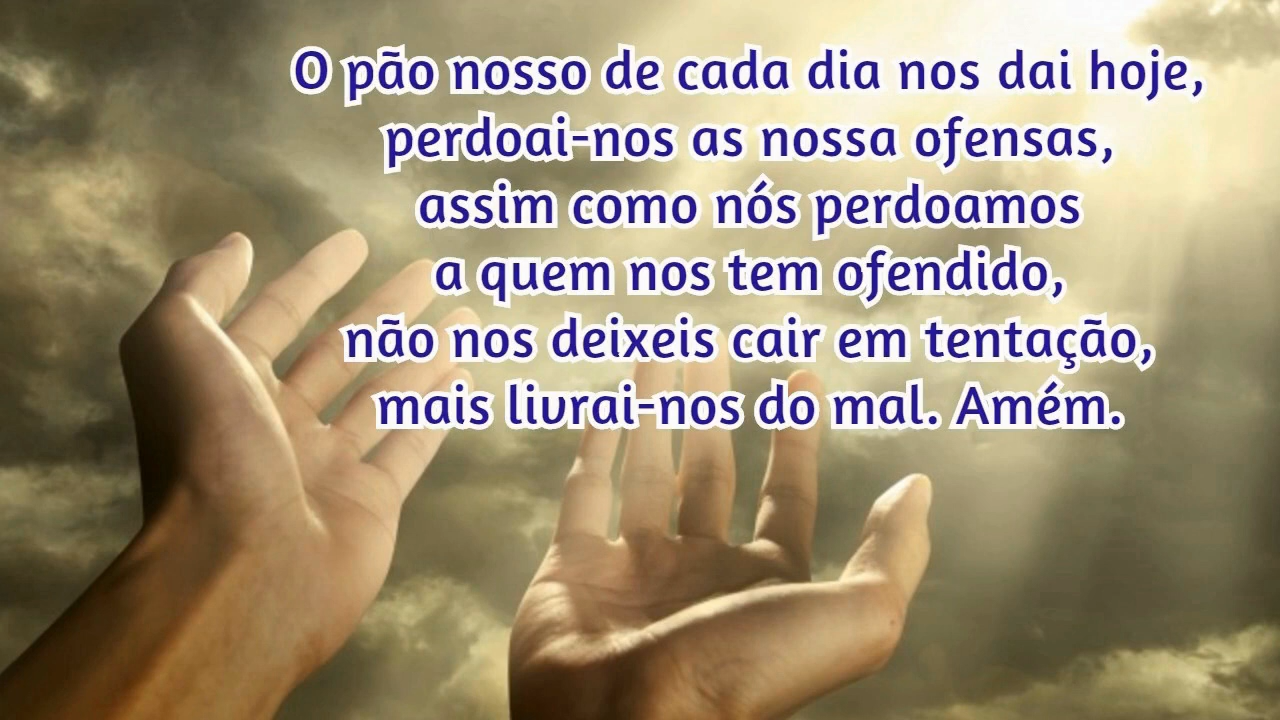 O pão nosso de cada dia nos dai hoje,
perdoai-nos as nossa ofensas,
assim como nós perdoamos
a quem nos tem ofendido,
não nos deixeis cair em tentação,
mais livrai-nos do mal. Amém.